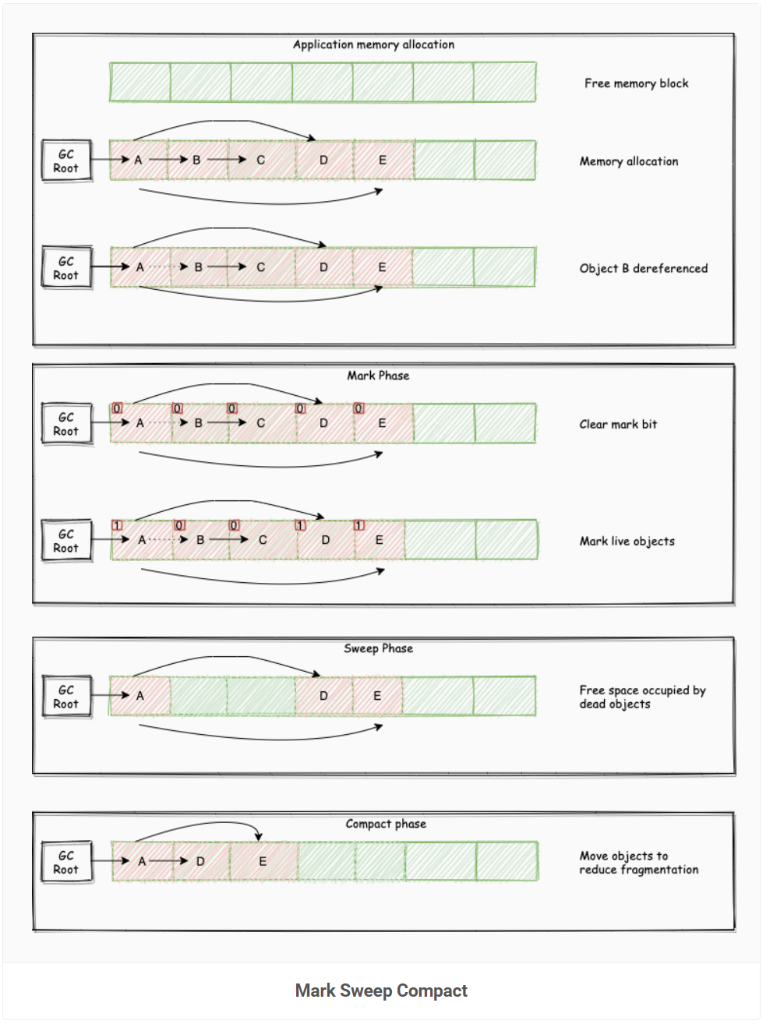 Application memory allocation
Free memory block
GC
Root
A
B
C
D
E
Memory allocation
GC
Root
A
B
C
D
E
Object B dereferenced
Mark Phase
0
0
0
0
0
GC
Root
A
B
C
D
E
Clear mark bit
1
0
0
1
1
GC
Root
A
B
C
D
E
Mark live objects
Sweep Phase
GC
Root
A
D
E
Free space occupied by
dead objects
Compact phase
GC
Root
A
D
E
Move objects to
reduce fragmentation
Mark Sweep Compact